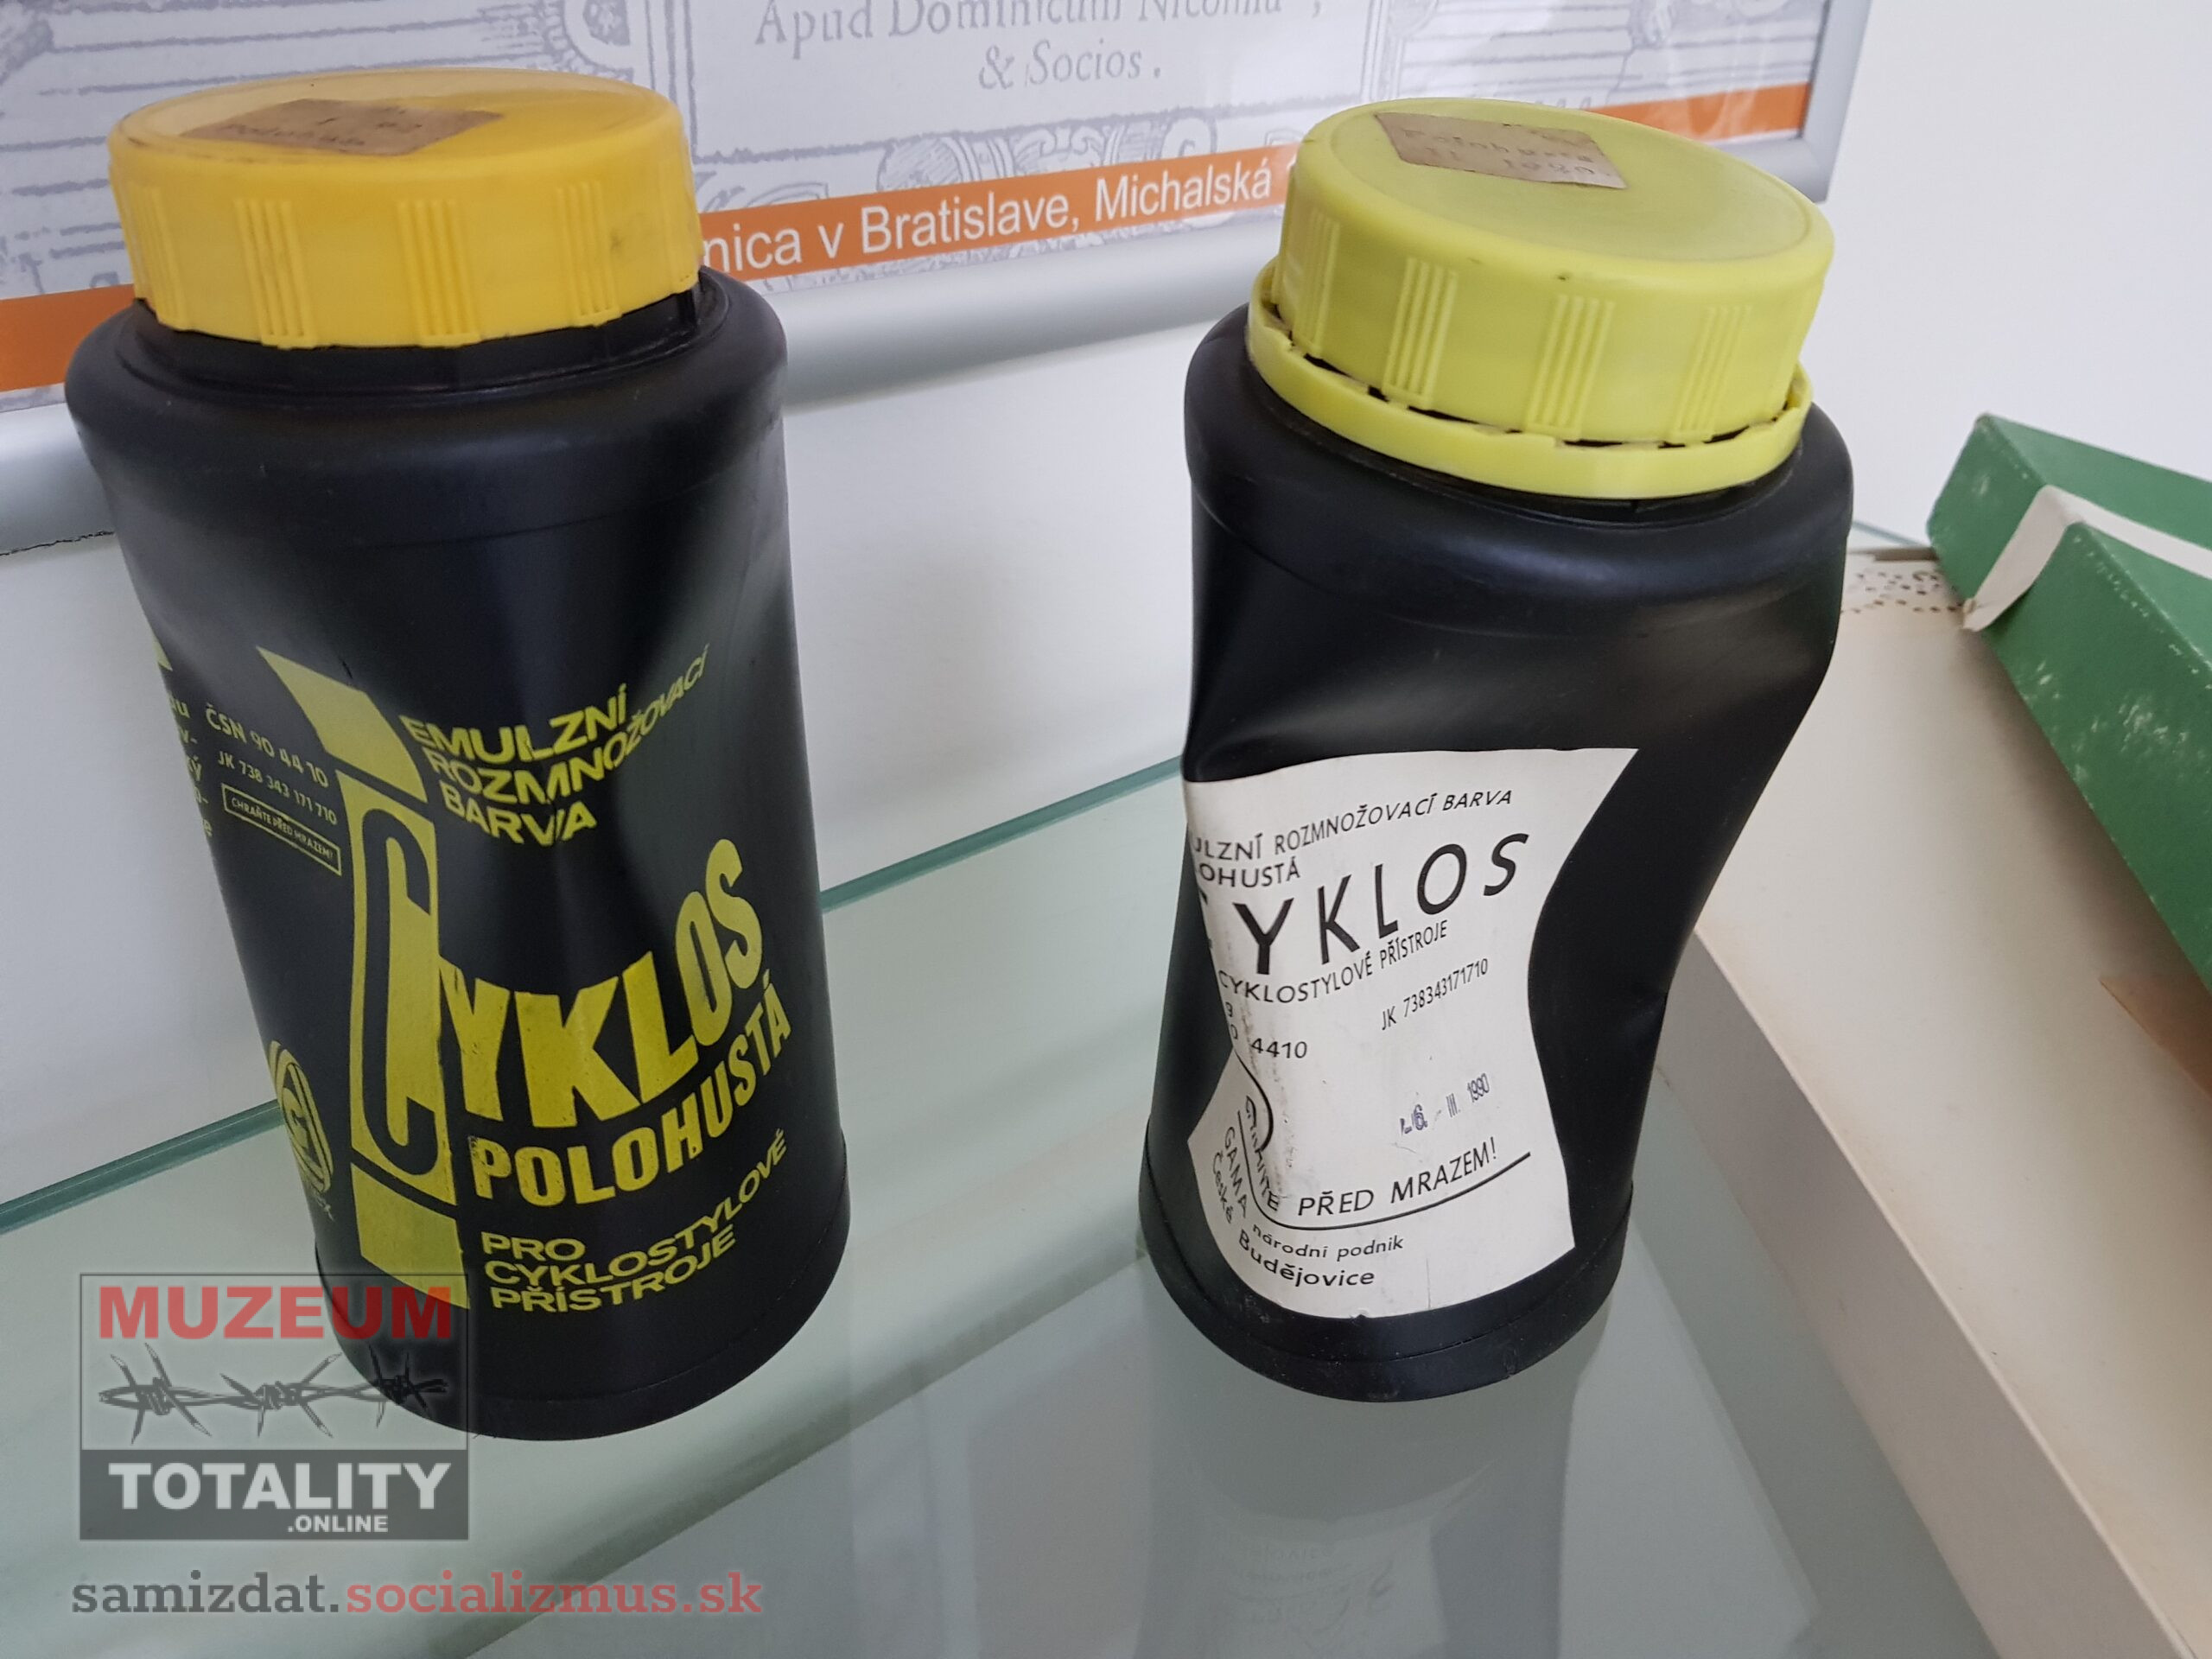 Apud Dominicum
& Socios.
nica v Bratislave, Michalská
ČSN 90 44 10
JK 738 343 171 710
CHRAŇTE PŘED MRAZEM!
EMULZNÍ
ROZMNOŽOVACÍ
BARVA
CYKLOS
POLOHUSTÁ
PRO
CYKLOSTYLOVÉ
PŘÍSTROJE
ULZNÍ ROZMNOŽOVACÍ BARVA
OHUSTÁ
YKLOS
CYKLOSTYLOVÉ PŘÍSTROJE
JK 738343171710
4410
6. III. 1990
PŘED MRAZEM!
GAMA národní podnik
České Budějovice
MUZEUM
TOTALITY
.ONLINE
samizdat.socializmus.sk